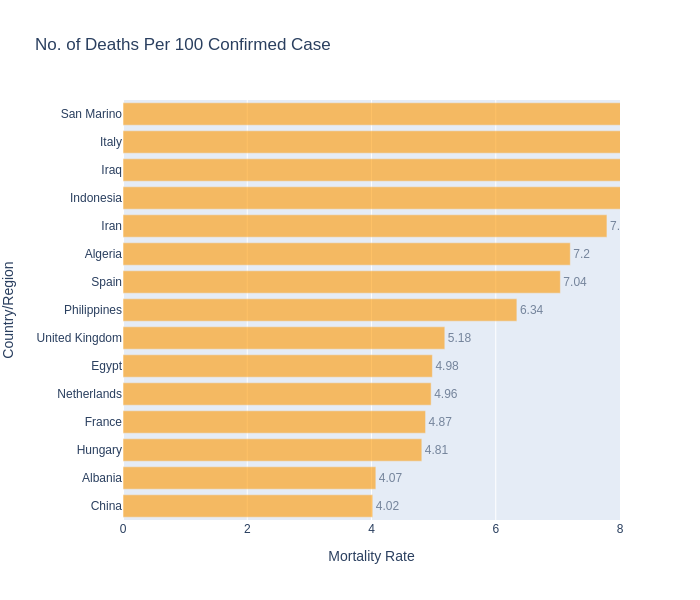 No. of Deaths Per 100 Confirmed Case
Country/Region
San Marino
Italy
Iraq
Indonesia
Iran 7.
Algeria 7.2
Spain 7.04
Philippines 6.34
United Kingdom 5.18
Egypt 4.98
Netherlands 4.96
France 4.87
Hungary 4.81
Albania 4.07
China 4.02
0 2 4 6 8
Mortality Rate